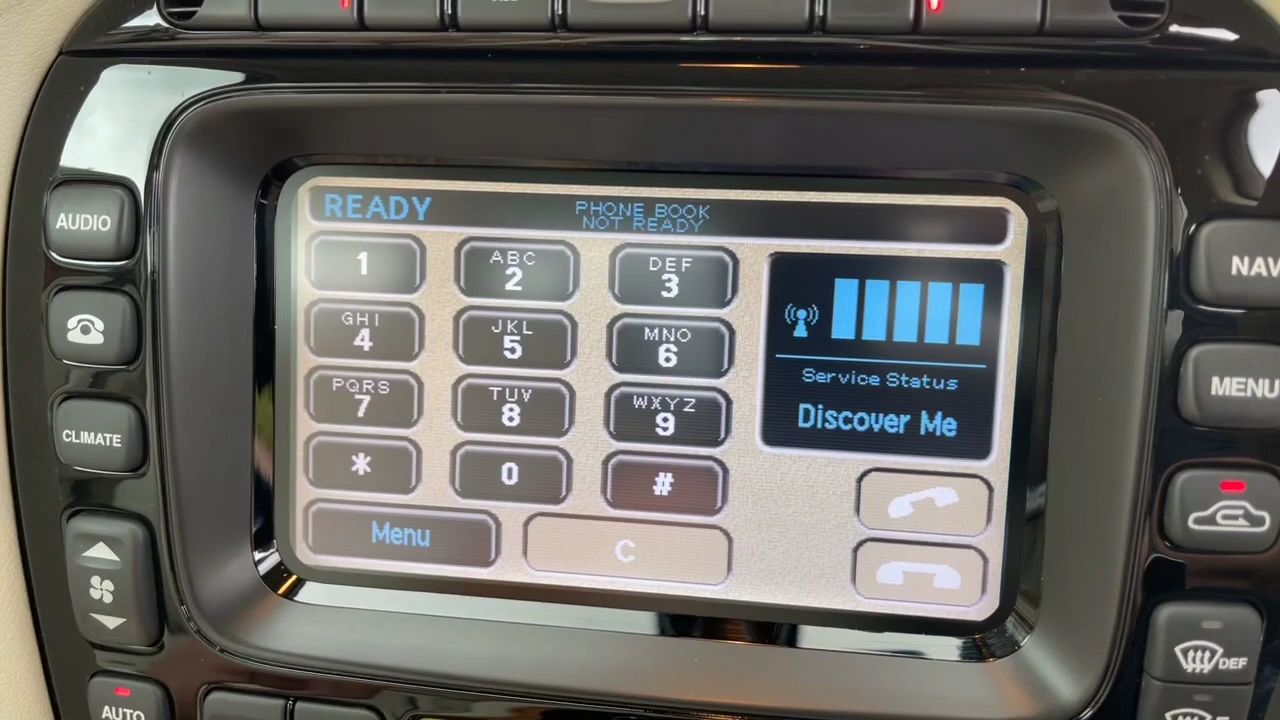 AUDIO
CLIMATE
AUTO
READY
PHONE BOOK
NOT READY
1
ABC
2
DEF
3
GHI
4
JKL
5
MNO
6
PQRS
7
TUV
8
WXYZ
9
*
0
#
Menu
C
Service Status
Discover Me
NAV
MENU
DEF